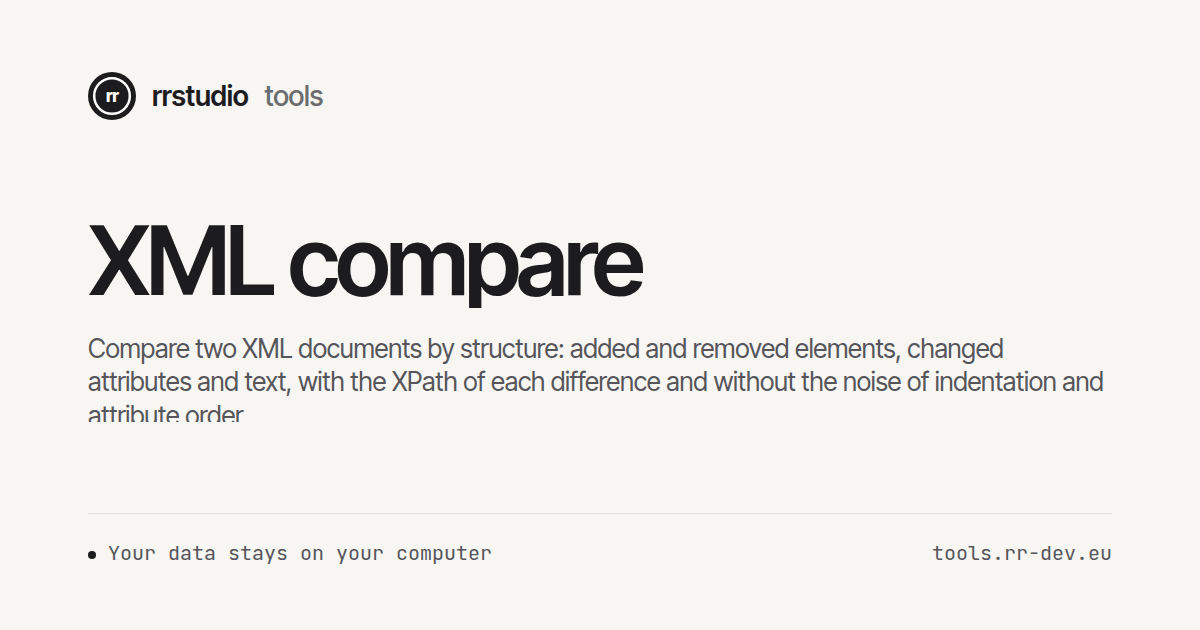 rr rrstudio tools
XML compare
Compare two XML documents by structure: added and removed elements, changed
attributes and text, with the XPath of each difference and without the noise of indentation and
attribute order
Your data stays on your computer
tools.rr-dev.eu